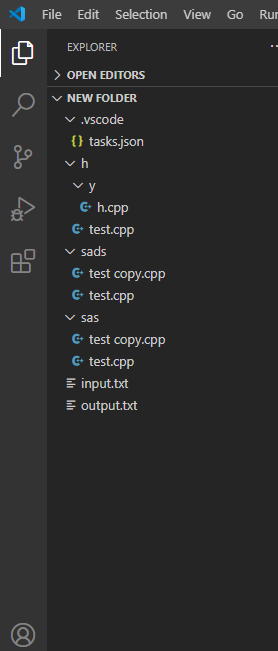 File Edit Selection View Go Run
EXPLORER
OPEN EDITORS
NEW FOLDER
.vscode
tasks.json
h
y
h.cpp
test.cpp
sads
test copy.cpp
test.cpp
sas
test copy.cpp
test.cpp
input.txt
output.txt